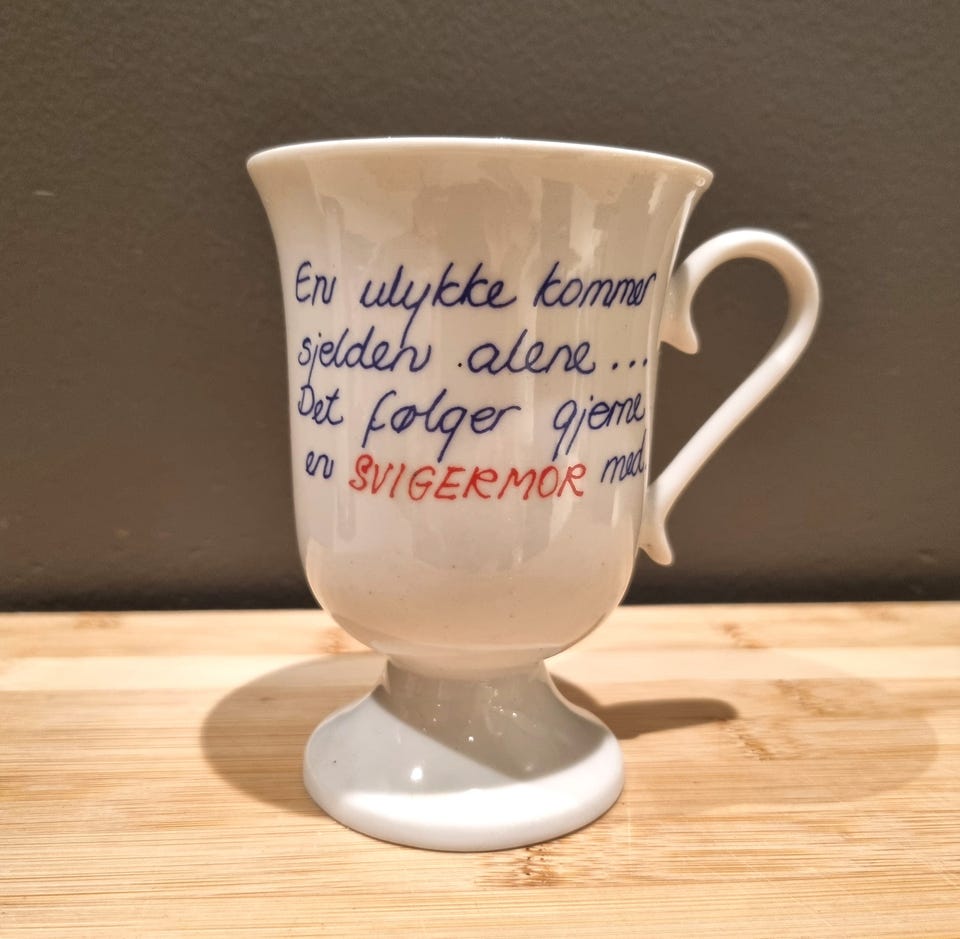 En ulykke kommer
sjelden alene...
Det følger gjerne
en SVIGERMOR med.